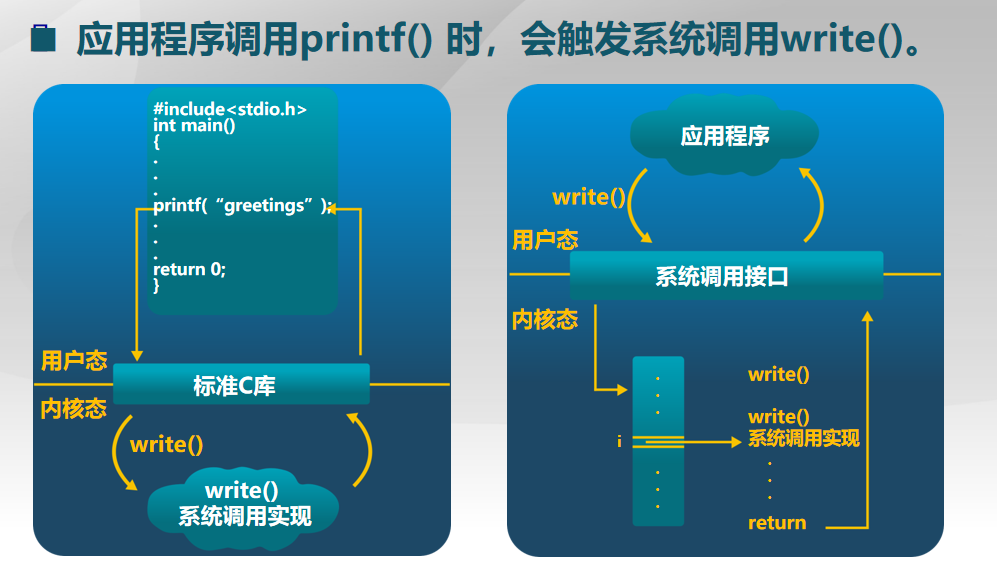 应用程序调用printf() 时，会触发系统调用write()。
#include<stdio.h>
int main()
{
.
.
.
printf(“greetings”);
.
.
.
return 0;
}
用户态
标准C库
内核态
write()
write()
系统调用实现
应用程序
write()
用户态
系统调用接口
内核态
.
.
.
i
.
.
.
write()
write()
系统调用实现
.
.
.
return